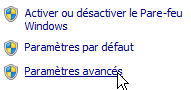 Activer ou désactiver le Pare-feu
Windows
Paramètres par défaut
Paramètres avancés